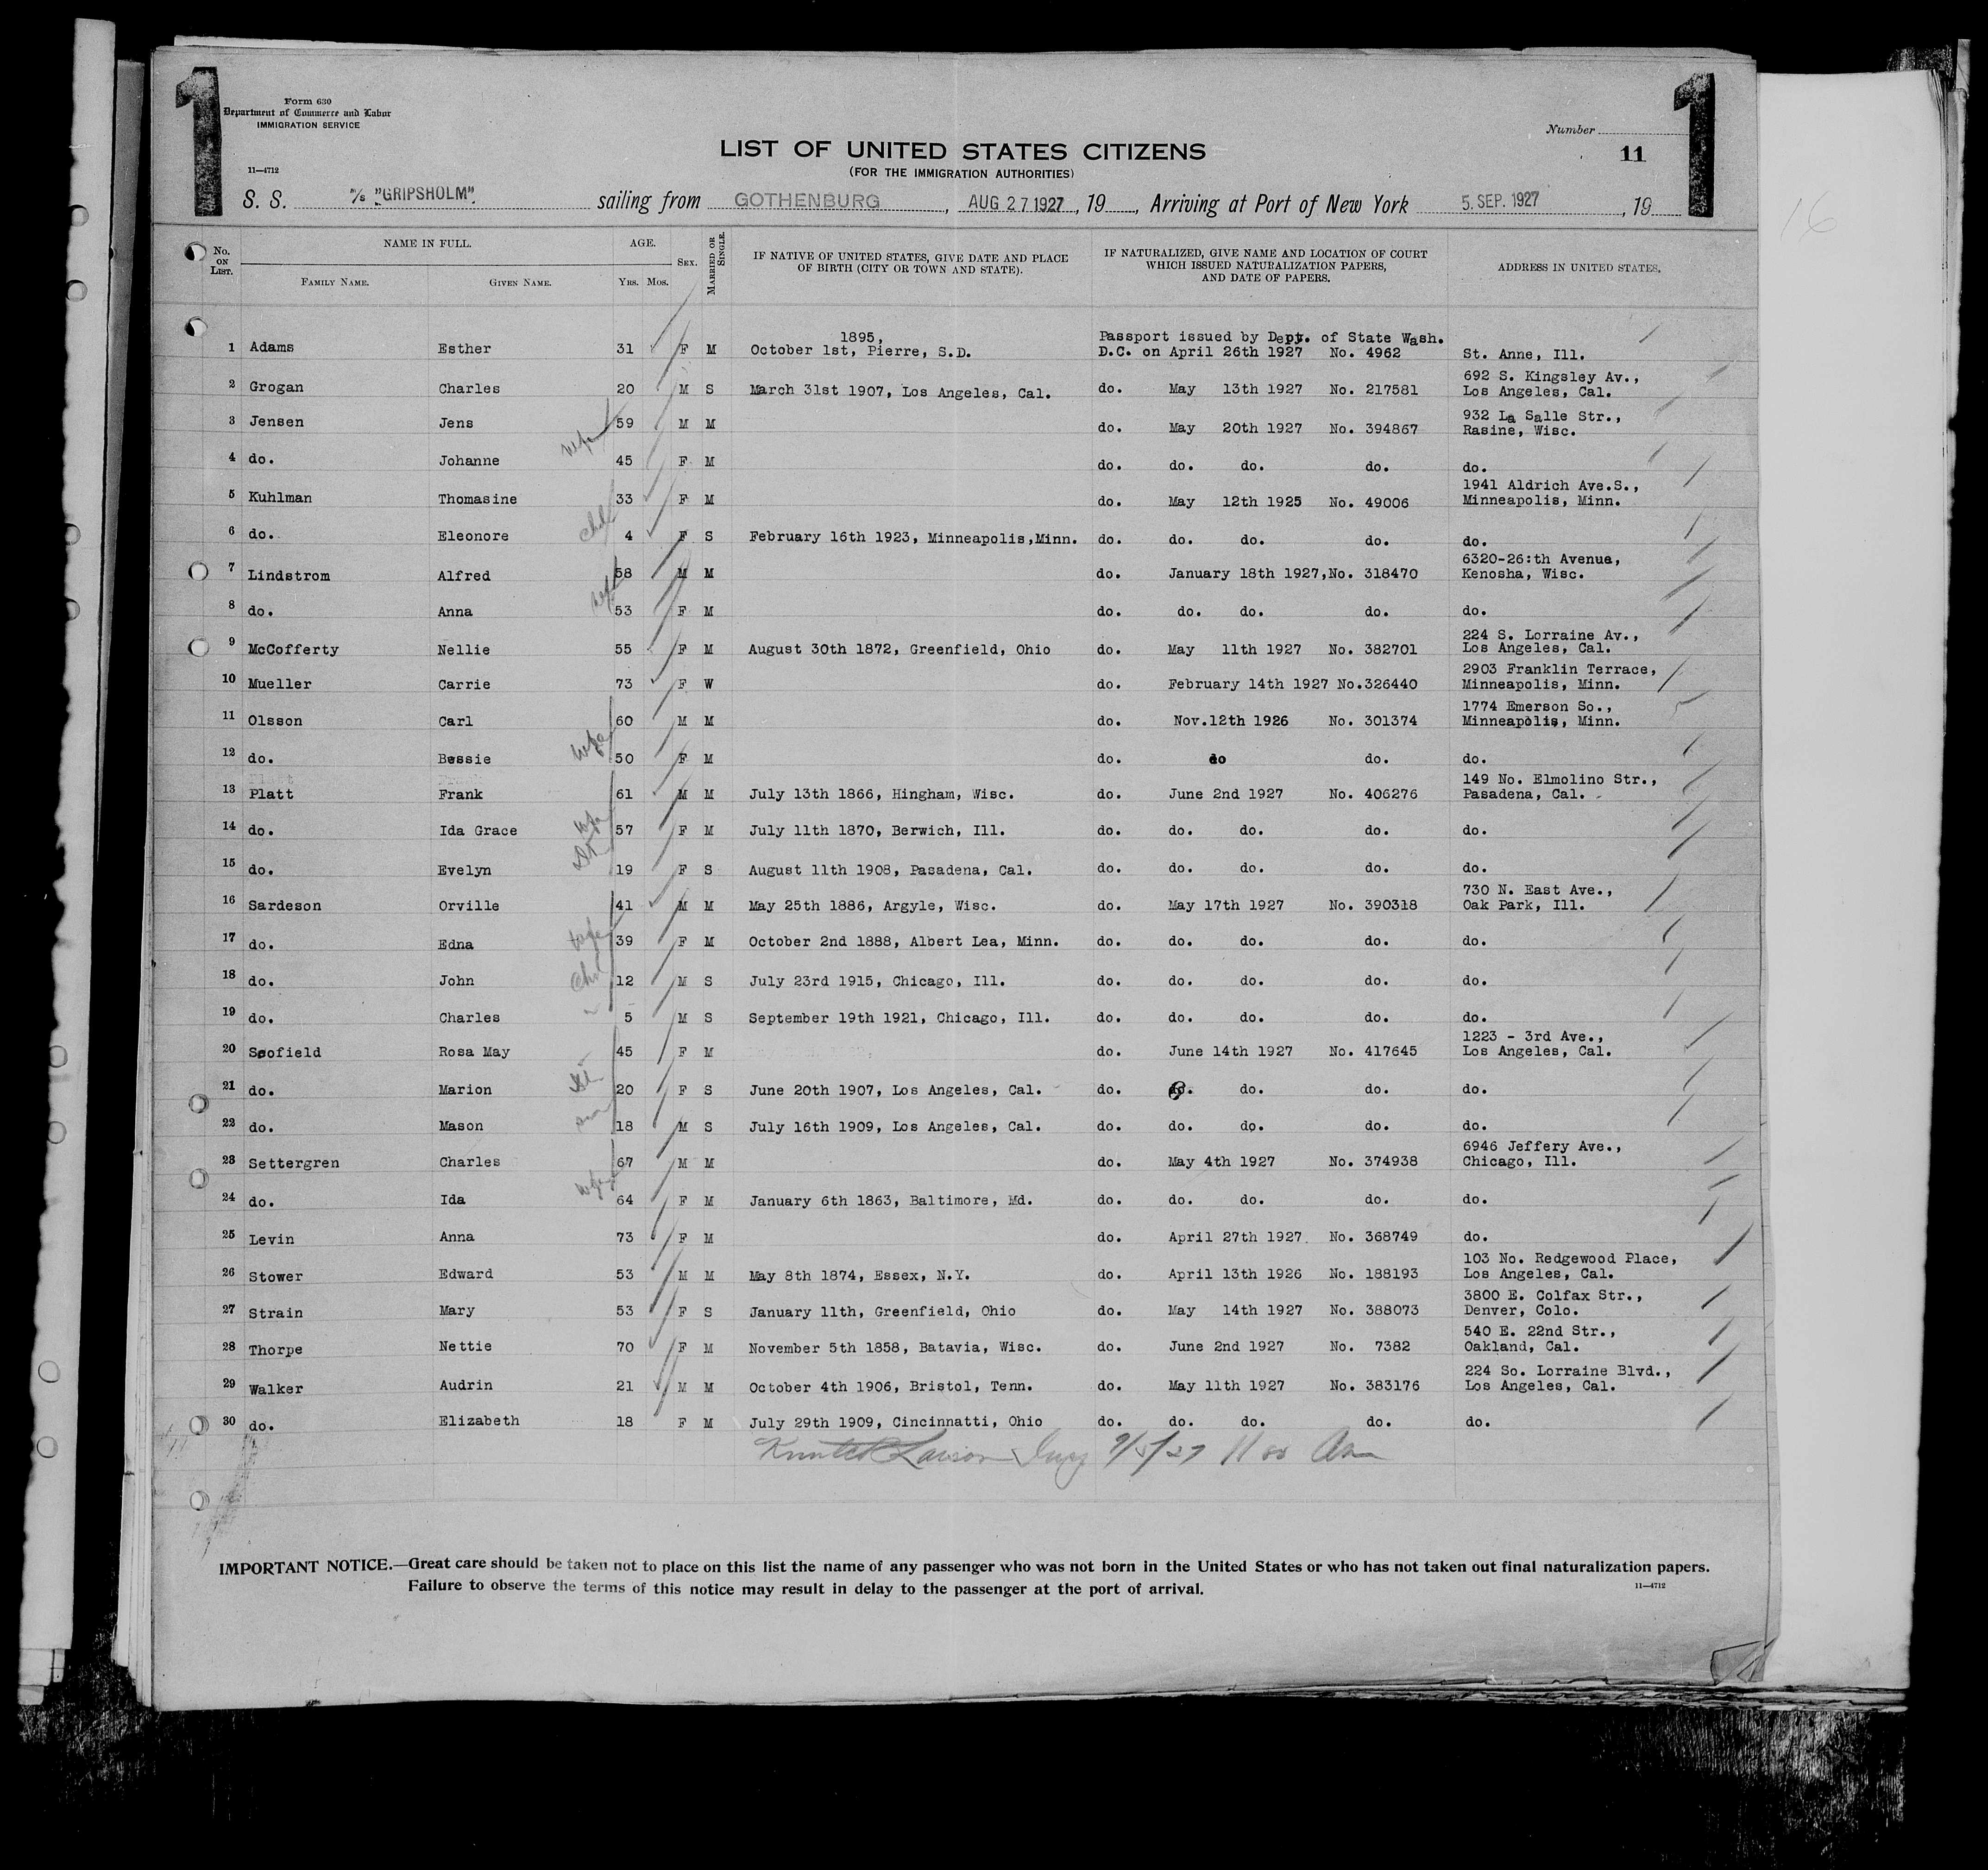 1 1
Form 630
Department of Commerce and Labor
IMMIGRATION SERVICE
11—4712
Number
11
LIST OF UNITED STATES CITIZENS
(FOR THE IMMIGRATION AUTHORITIES)
16
S. S. M/S "GRIPSHOLM". sailing from GOTHENBURG, AUG 27 1927, 19, Arriving at Port of New York 5. SEP. 1927, 19
No. ON LIST. NAME IN FULL. FAMILY NAME. GIVEN NAME. AGE. YRS. MOS. SEX. MARRIED OR SINGLE. IF NATIVE OF UNITED STATES, GIVE DATE AND PLACE OF BIRTH (CITY OR TOWN AND STATE). IF NATURALIZED, GIVE NAME AND LOCATION OF COURT WHICH ISSUED NATURALIZATION PAPERS, AND DATE OF PAPERS. ADDRESS IN UNITED STATES.
1 Adams Esther 31 F M 1895, October 1st, Pierre, S.D. Passport issued by Dept. of State Wash. D.C. on April 26th 1927 No. 4962 St. Anne, Ill.
2 Grogan Charles 20 M S March 31st 1907, Los Angeles, Cal. do. May 13th 1927 No. 217581 692 S. Kingsley Av., Los Angeles, Cal.
3 Jensen Jens 59 M M do. May 20th 1927 No. 394867 932 La Salle Str., Rasine, Wisc.
4 do. Johanne wife 45 F M do. do. do. do. do.
5 Kuhlman Thomasine 33 F M do. May 12th 1925 No. 49006 1941 Aldrich Ave.S., Minneapolis, Minn.
6 do. Eleonore chd 4 F S February 16th 1923, Minneapolis,Minn. do. do. do. do. do.
7 Lindstrom Alfred 58 M M do. January 18th 1927,No. 318470 6320-26:th Avenua, Kenosha, Wisc.
8 do. Anna wife 53 F M do. do. do. do. do.
9 McCofferty Nellie 55 F M August 30th 1872, Greenfield, Ohio do. May 11th 1927 No. 382701 224 S. Lorraine Av., Los Angeles, Cal.
10 Mueller Carrie 73 F W do. February 14th 1927 No.326440 2903 Franklin Terrace, Minneapolis, Minn.
11 Olsson Carl 60 M M do. Nov.12th 1926 No. 301374 1774 Emerson So., Minneapolis, Minn.
12 do. Bessie wife 50 F M do. do do. do.
13 Platt Frank 61 M M July 13th 1866, Hingham, Wisc. do. June 2nd 1927 No. 406276 149 No. Elmolino Str., Pasadena, Cal.
14 do. Ida Grace wife 57 F M July 11th 1870, Berwich, Ill. do. do. do. do. do.
15 do. Evelyn 19 F S August 11th 1908, Pasadena, Cal. do. do. do. do. do.
16 Sardeson Orville 41 M M May 25th 1886, Argyle, Wisc. do. May 17th 1927 No. 390318 730 N. East Ave., Oak Park, Ill.
17 do. Edna wife 39 F M October 2nd 1888, Albert Lea, Minn. do. do. do. do. do.
18 do. John chd 12 M S July 23rd 1915, Chicago, Ill. do. do. do. do. do.
19 do. Charles 5 M S September 19th 1921, Chicago, Ill. do. do. do. do. do.
20 Scofield Rosa May 45 F M do. June 14th 1927 No. 417645 1223 - 3rd Ave., Los Angeles, Cal.
21 do. Marion 20 F S June 20th 1907, Los Angeles, Cal. do. do. do. do. do.
22 do. Mason son 18 M S July 16th 1909, Los Angeles, Cal. do. do. do. do. do.
23 Settergren Charles 67 M M do. May 4th 1927 No. 374938 6946 Jeffery Ave., Chicago, Ill.
24 do. Ida wife 64 F M January 6th 1863, Baltimore, Md. do. do. do. do. do.
25 Levin Anna 73 F M do. April 27th 1927 No. 368749 do.
26 Stower Edward 53 M M May 8th 1874, Essex, N.Y. do. April 13th 1926 No. 188193 103 No. Redgewood Place, Los Angeles, Cal.
27 Strain Mary 53 F S January 11th, Greenfield, Ohio do. May 14th 1927 No. 388073 3800 E. Colfax Str., Denver, Colo.
28 Thorpe Nettie 70 F M November 5th 1858, Batavia, Wisc. do. June 2nd 1927 No. 7382 540 E. 22nd Str., Oakland, Cal.
29 Walker Audrin 21 M M October 4th 1906, Bristol, Tenn. do. May 11th 1927 No. 383176 224 So. Lorraine Blvd., Los Angeles, Cal.
30 do. Elizabeth 18 F M July 29th 1909, Cincinnatti, Ohio do. do. do. do. do.
9/5/27 11 00 Am
IMPORTANT NOTICE.—Great care should be taken not to place on this list the name of any passenger who was not born in the United States or who has not taken out final naturalization papers.
Failure to observe the terms of this notice may result in delay to the passenger at the port of arrival.
11—4712